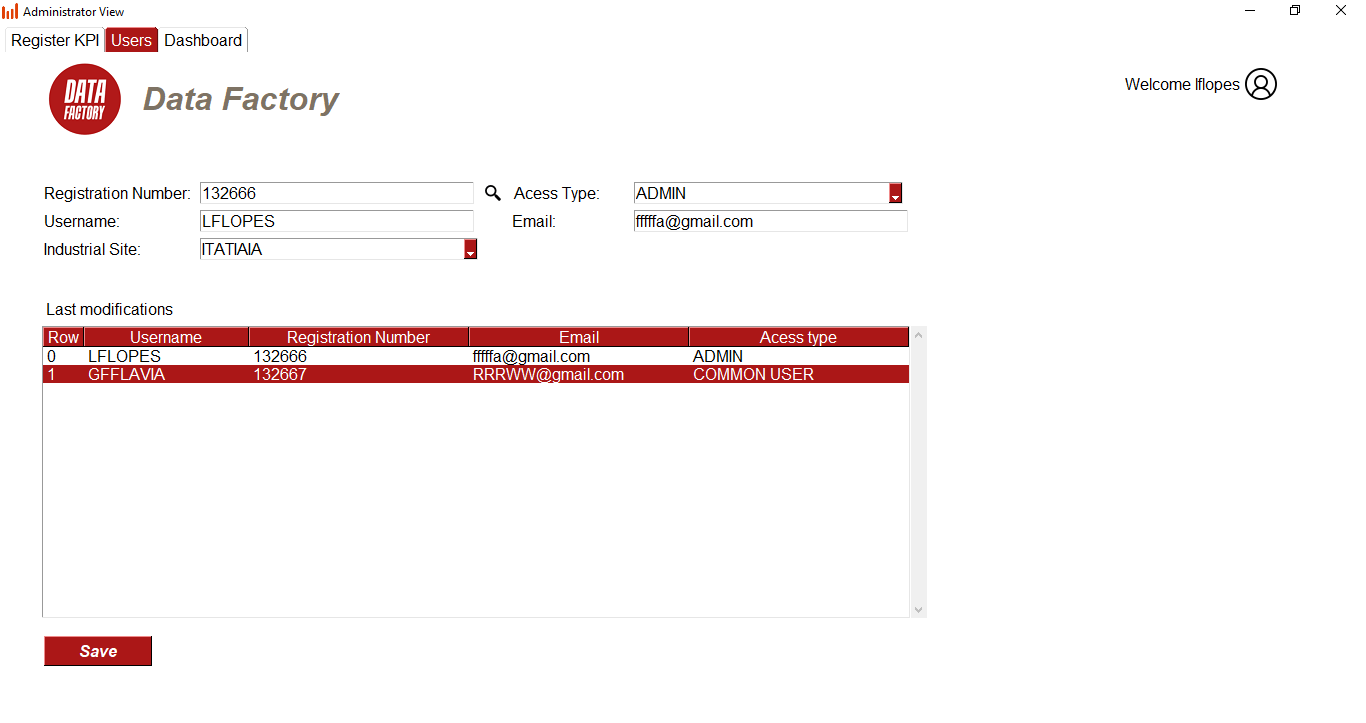 Administrator View
Register KPI Users Dashboard
DATA
FACTORY
Data Factory
Welcome lflopes
Registration Number: 132666 Acess Type: ADMIN
Username: LFLOPES Email: fffffa@gmail.com
Industrial Site: ITATIAIA
Last modifications
Row Username Registration Number Email Acess type
0 LFLOPES 132666 fffffa@gmail.com ADMIN
1 GFFLAVIA 132667 RRRWW@gmail.com COMMON USER
Save